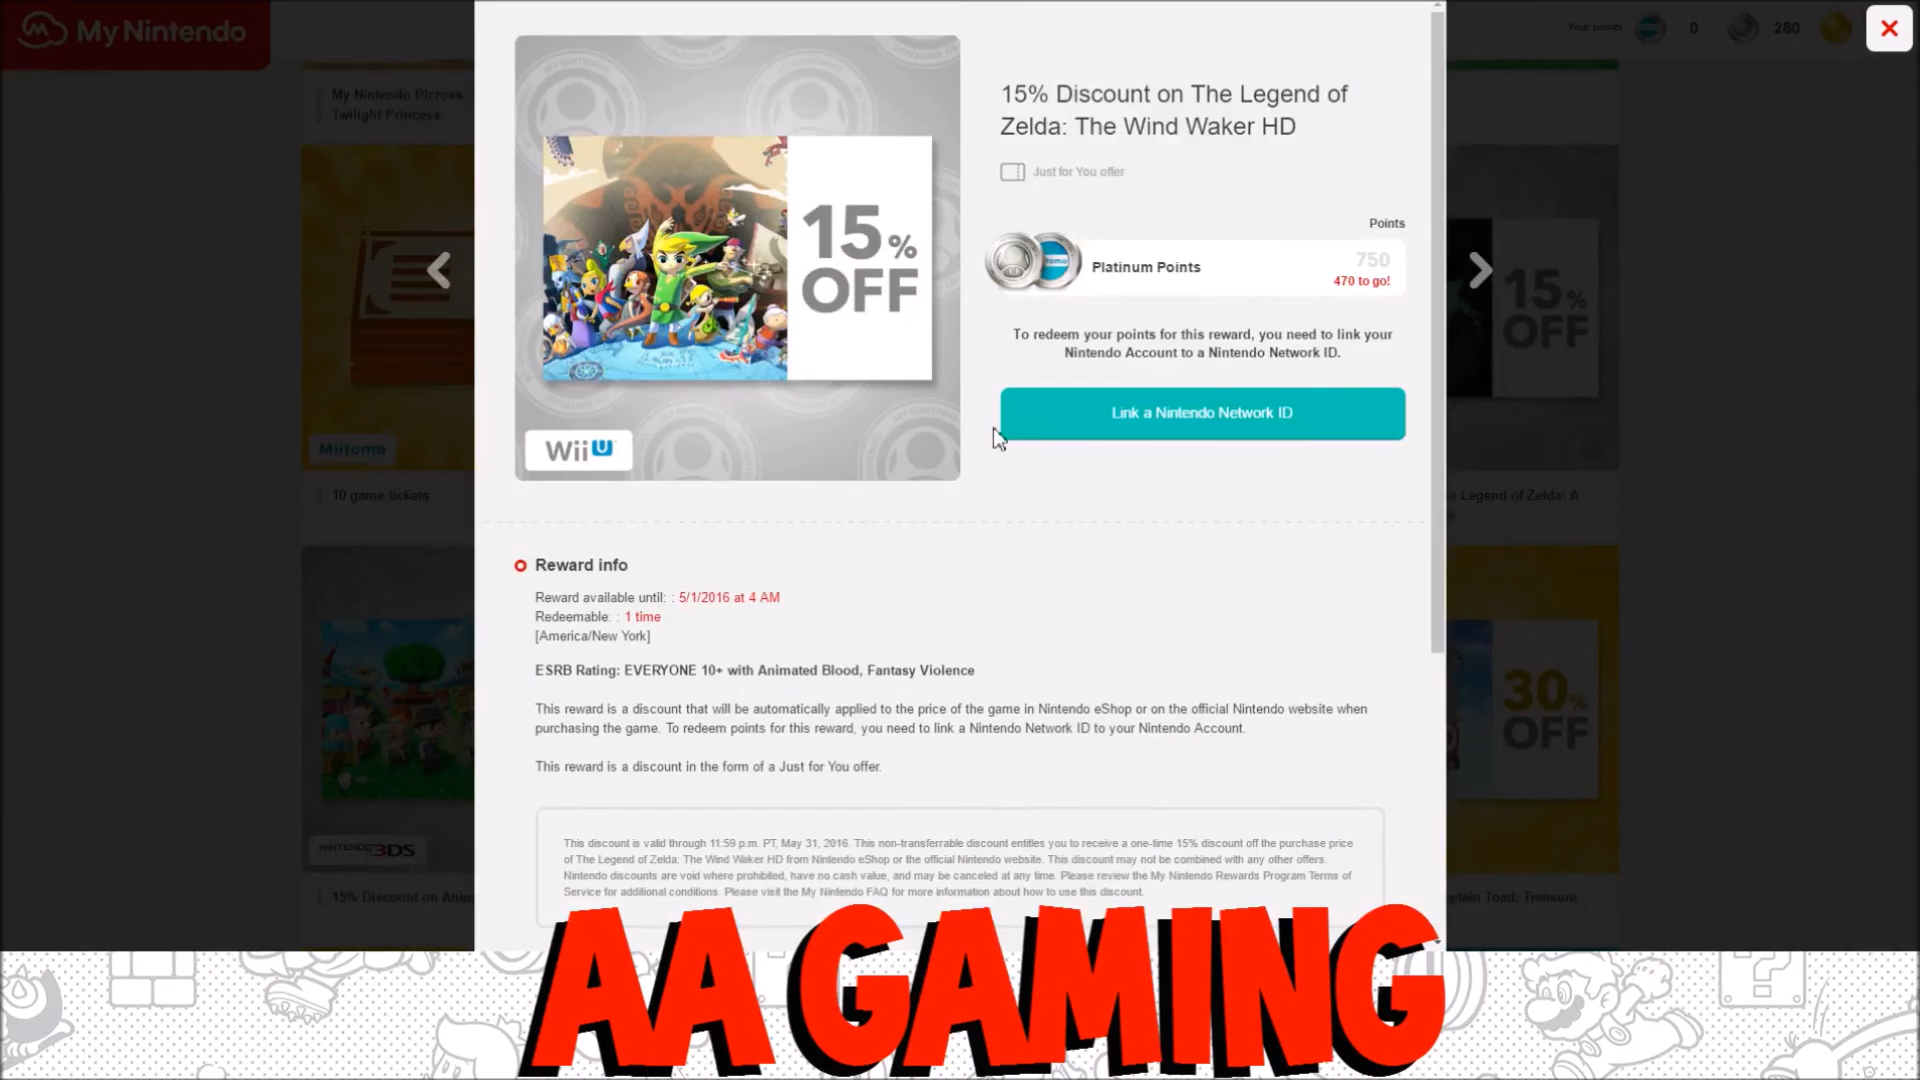 My Nintendo
Your points
0
280
My Nintendo Picross
Twilight Princess
15%
OFF
WiiU
15% Discount on The Legend of
Zelda: The Wind Waker HD
Just for You offer
Points
Platinum Points
750
470 to go!
To redeem your points for this reward, you need to link your
Nintendo Account to a Nintendo Network ID.
Link a Nintendo Network ID
15%
OFF
Miitomo
10 game tickets
Legend of Zelda: A
Reward info
Reward available until: : 5/1/2016 at 4 AM
Redeemable: : 1 time
[America/New York]
ESRB Rating: EVERYONE 10+ with Animated Blood, Fantasy Violence
This reward is a discount that will be automatically applied to the price of the game in Nintendo eShop or on the official Nintendo website when
purchasing the game. To redeem points for this reward, you need to link a Nintendo Network ID to your Nintendo Account.
This reward is a discount in the form of a Just for You offer.
30%
OFF
NINTENDO3DS
15% Discount on Anim
ptain Toad: Treasure
This discount is valid through 11:59 p.m. PT, May 31, 2016. This non-transferrable discount entitles you to receive a one-time 15% discount off the purchase price
of The Legend of Zelda: The Wind Waker HD from Nintendo eShop or the official Nintendo website. This discount may not be combined with any other offers.
Nintendo discounts are void where prohibited, have no cash value, and may be canceled at any time. Please review the My Nintendo Rewards Program Terms of
Service for additional conditions. Please visit the My Nintendo FAQ for more information about how to use this discount.
AA GAMING